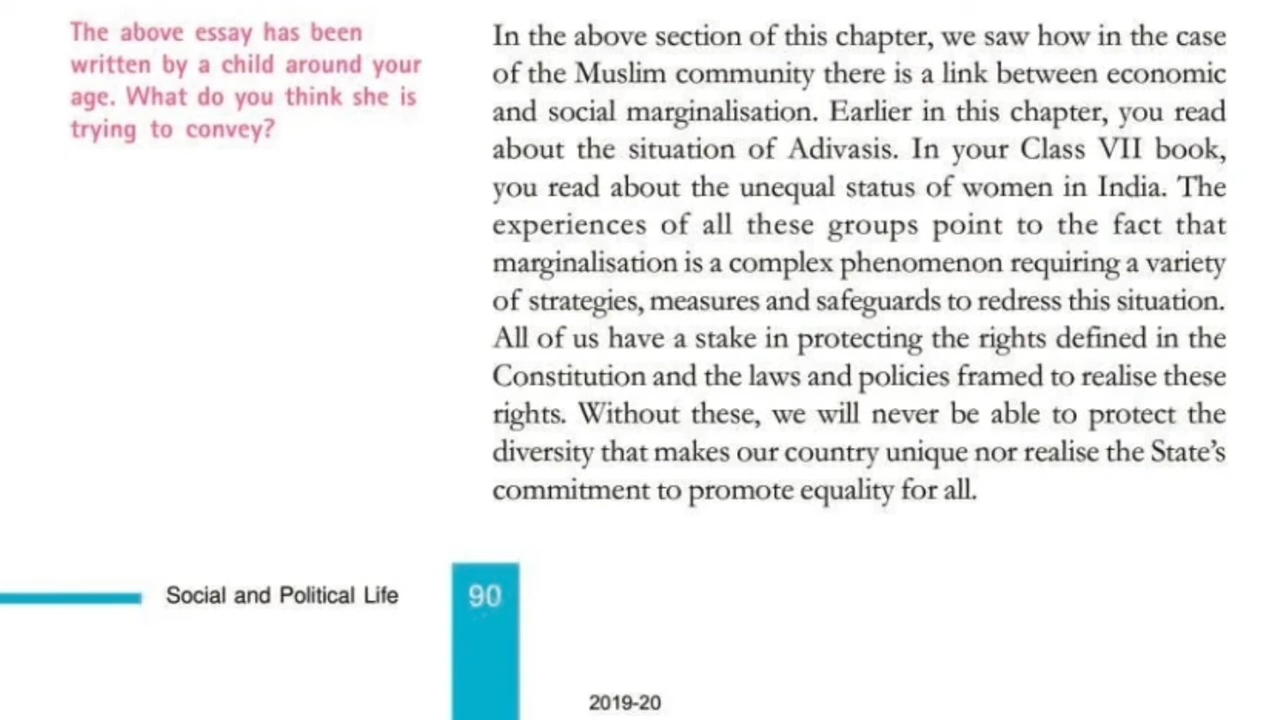 The above essay has been
written by a child around your
age. What do you think she is
trying to convey?
In the above section of this chapter, we saw how in the case
of the Muslim community there is a link between economic
and social marginalisation. Earlier in this chapter, you read
about the situation of Adivasis. In your Class VII book,
you read about the unequal status of women in India. The
experiences of all these groups point to the fact that
marginalisation is a complex phenomenon requiring a variety
of strategies, measures and safeguards to redress this situation.
All of us have a stake in protecting the rights defined in the
Constitution and the laws and policies framed to realise these
rights. Without these, we will never be able to protect the
diversity that makes our country unique nor realise the State’s
commitment to promote equality for all.
Social and Political Life
90
2019-20